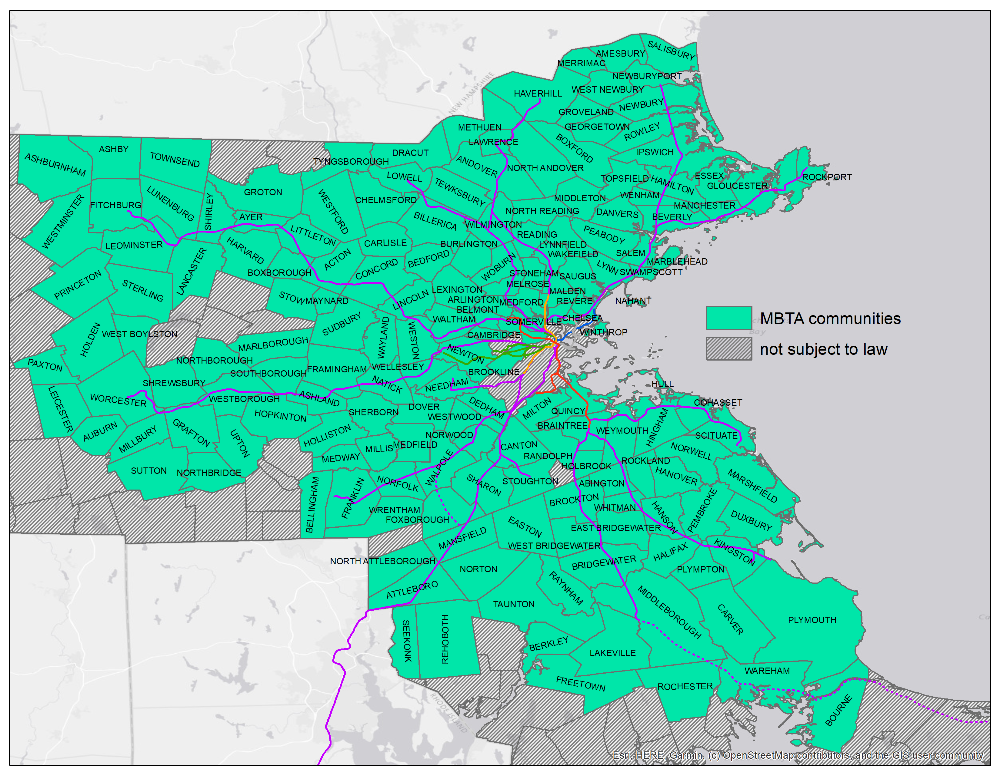 SALISBURY
AMESBURY
MERRIMAC
NEWBURYPORT
WEST NEWBURY
HAVERHILL
NEW HAMPSHIRE
NEWBURY
GROVELAND
METHUEN
GEORGETOWN
ROWLEY
LAWRENCE
BOXFORD
ASHBY
TOWNSEND
DRACUT
IPSWICH
ASHBURNHAM
TYNGSBOROUGH
ANDOVER
NORTH ANDOVER
LOWELL
TOPSFIELD
HAMILTON
ESSEX
ROCKPORT
GLOUCESTER
GROTON
TEWKSBURY
LUNENBURG
WESTFORD
CHELMSFORD
MIDDLETON
WENHAM
MANCHESTER
FITCHBURG
SHIRLEY
WESTMINSTER
NORTH READING
DANVERS
BEVERLY
AYER
BILLERICA
WILMINGTON
LITTLETON
READING
PEABODY
LEOMINSTER
HARVARD
CARLISLE
BURLINGTON
LYNNFIELD
WAKEFIELD
SALEM
LANCASTER
ACTON
BEDFORD
MARBLEHEAD
CONCORD
WOBURN
LYNN
BOXBOROUGH
STONEHAM
SAUGUS
SWAMPSCOTT
PRINCETON
STERLING
MELROSE
LEXINGTON
MALDEN
STOW
MAYNARD
LINCOLN
ARLINGTON
MEDFORD
REVERE
NAHANT
BELMONT
WALTHAM
SOMERVILLE
CHELSEA
MBTA communities
SUDBURY
HOLDEN
WEST BOYLSTON
WAYLAND
WESTON
CAMBRIDGE
WINTHROP
Bay
MARLBOROUGH
not subject to law
NEWTON
NORTHBOROUGH
PAXTON
SOUTHBOROUGH
FRAMINGHAM
WELLESLEY
BROOKLINE
SHREWSBURY
NATICK
NEEDHAM
HULL
LEICESTER
WORCESTER
WESTBOROUGH
ASHLAND
COHASSET
DOVER
DEDHAM
MILTON
QUINCY
HOPKINTON
SHERBORN
WESTWOOD
HINGHAM
AUBURN
GRAFTON
BRAINTREE
WEYMOUTH
MILLBURY
UPTON
HOLLISTON
NORWOOD
SCITUATE
MILLIS
MEDFIELD
CANTON
NORWELL
MEDWAY
RANDOLPH
ROCKLAND
SUTTON
NORTHBRIDGE
WALPOLE
HOLBROOK
HANOVER
MARSHFIELD
NORFOLK
SHARON
STOUGHTON
ABINGTON
BELLINGHAM
FRANKLIN
BROCKTON
WRENTHAM
WHITMAN
HANSON
PEMBROKE
FOXBOROUGH
DUXBURY
EASTON
EAST BRIDGEWATER
MANSFIELD
WEST BRIDGEWATER
KINGSTON
HALIFAX
NORTH ATTLEBOROUGH
BRIDGEWATER
NORTON
PLYMPTON
RAYNHAM
ATTLEBORO
MIDDLEBOROUGH
TAUNTON
CARVER
PLYMOUTH
SEEKONK
REHOBOTH
BERKLEY
LAKEVILLE
WAREHAM
FREETOWN
ROCHESTER
RHODE ISLAND
BOURNE
Esri, HERE, Garmin, (c) OpenStreetMap contributors, and the GIS user community